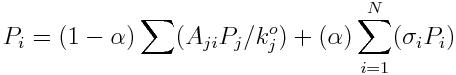 $P_i = (1 - \alpha) \sum (A_{ji} P_j / k_j^o) + (\alpha) \sum_{i=1}^{N} (\sigma_i P_i)$